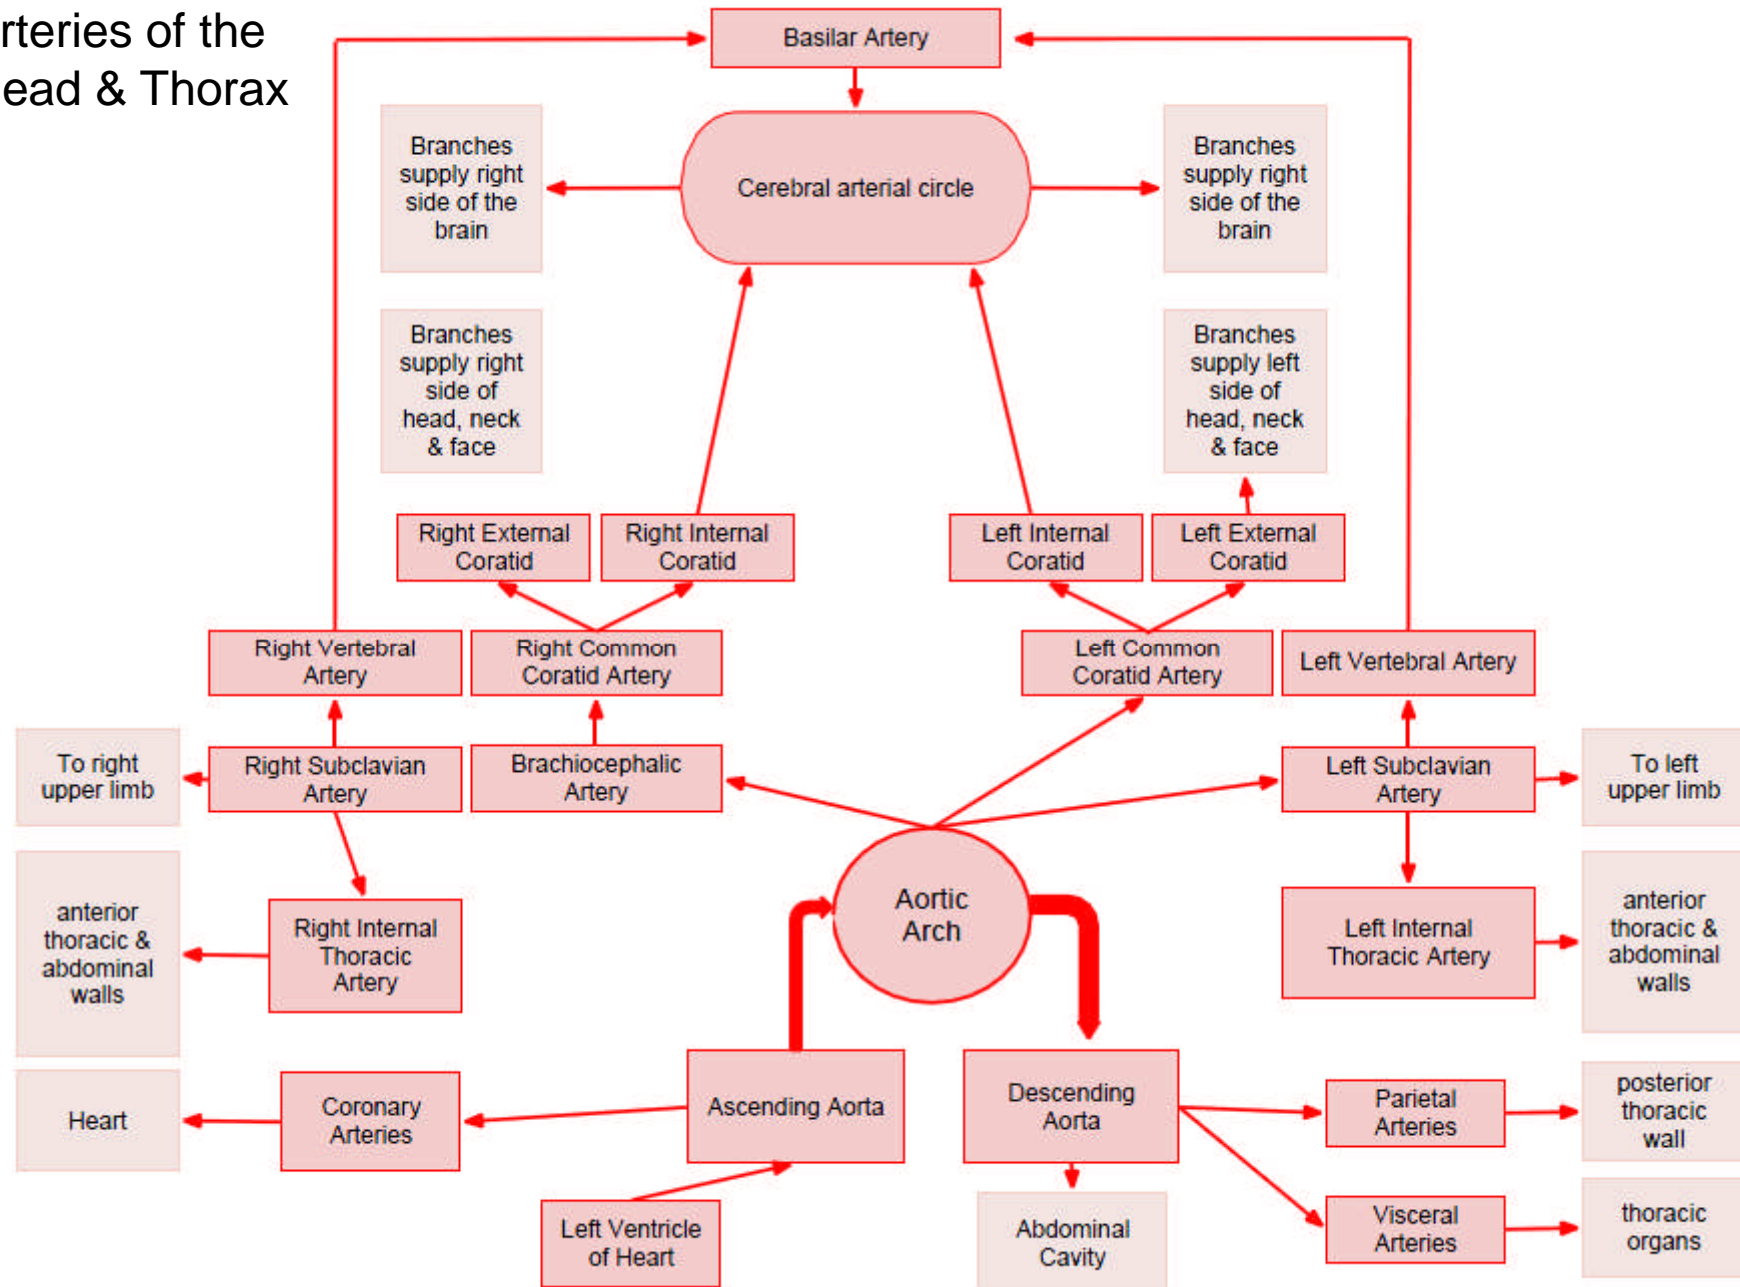 rteries of the
ead & Thorax
Basilar Artery
Branches
supply right
side of the
brain
Cerebral arterial circle
Branches
supply right
side of the
brain
Branches
supply right
side of
head, neck
& face
Branches
supply left
side of
head, neck
& face
Right External
Coratid
Right Internal
Coratid
Left Internal
Coratid
Left External
Coratid
Right Vertebral
Artery
Right Common
Coratid Artery
Left Common
Coratid Artery
Left Vertebral Artery
To right
upper limb
Right Subclavian
Artery
Brachiocephalic
Artery
Left Subclavian
Artery
To left
upper limb
anterior
thoracic &
abdominal
walls
Right Internal
Thoracic
Artery
Aortic
Arch
Left Internal
Thoracic Artery
anterior
thoracic &
abdominal
walls
Heart
Coronary
Arteries
Ascending Aorta
Descending
Aorta
Parietal
Arteries
posterior
thoracic
wall
Left Ventricle
of Heart
Abdominal
Cavity
Visceral
Arteries
thoracic
organs